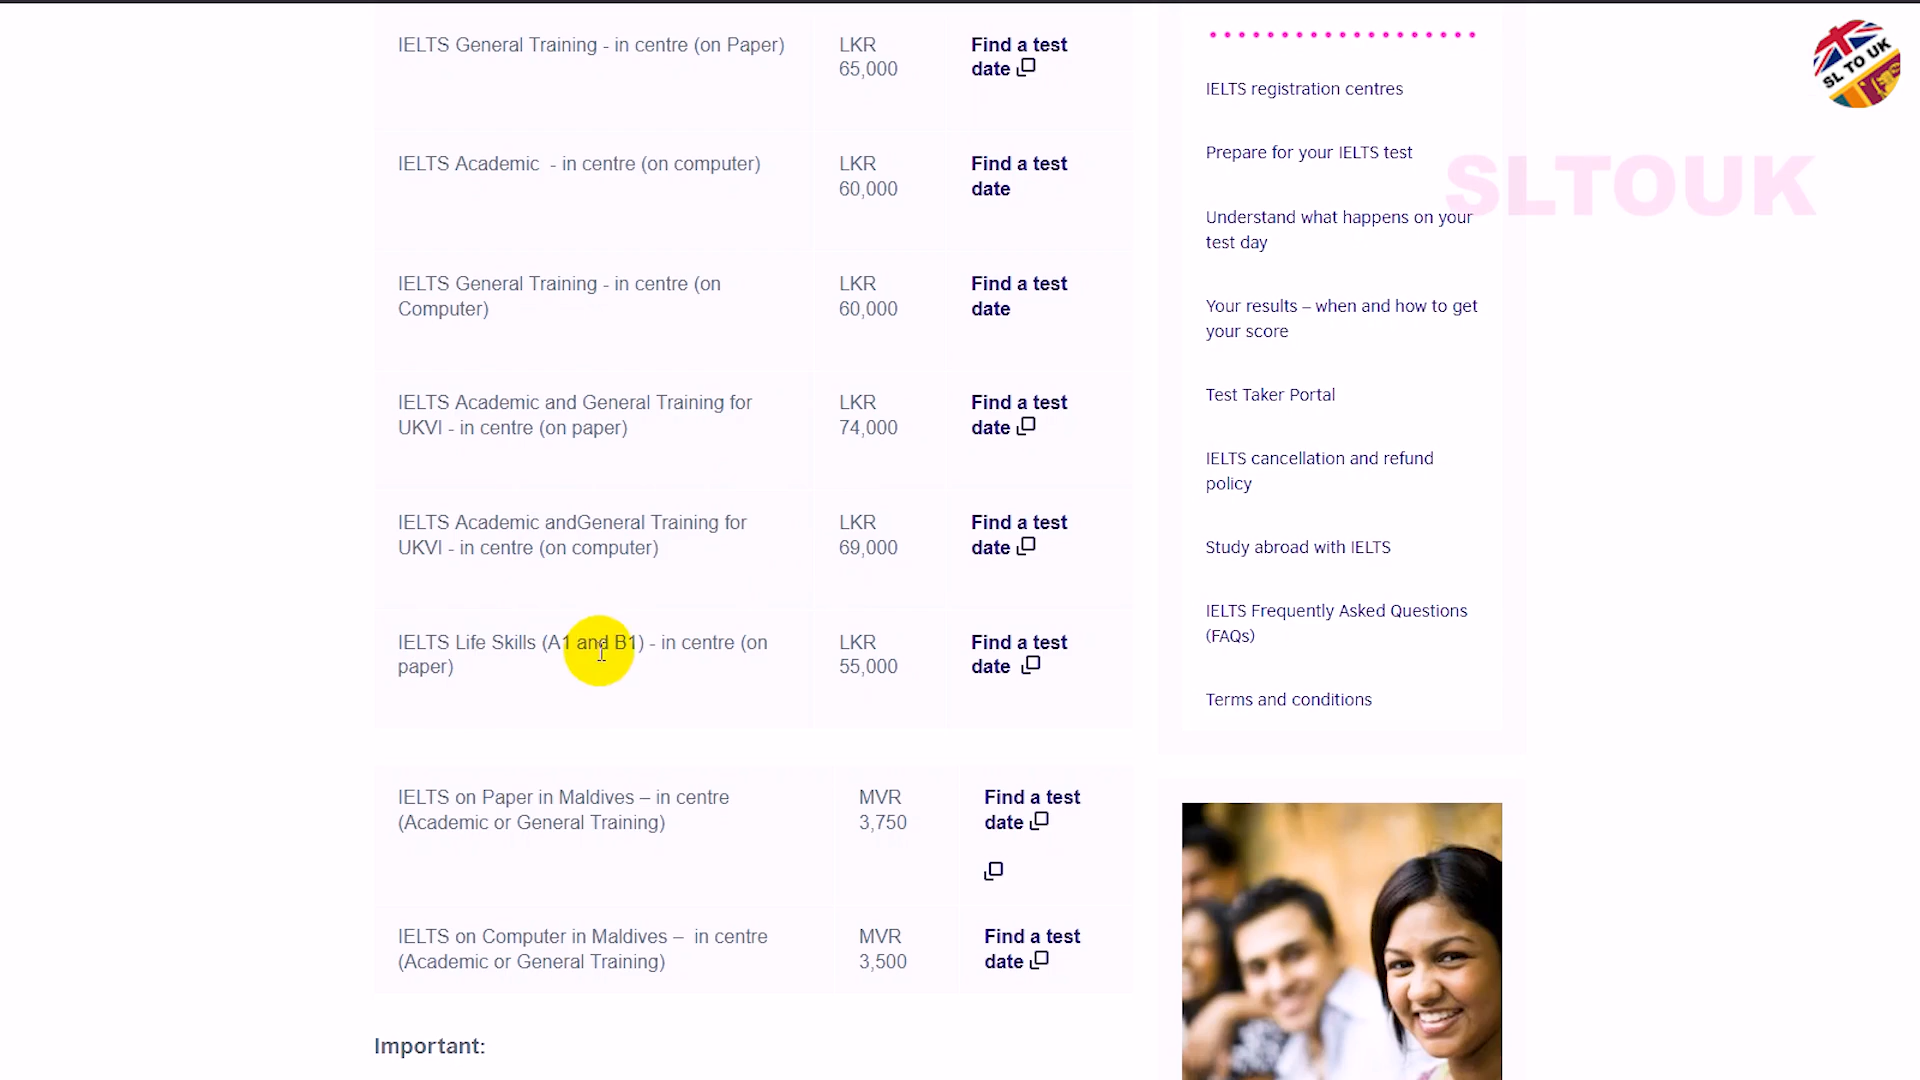 IELTS General Training - in centre (on Paper)
LKR
65,000
Find a test
date
IELTS Academic  - in centre (on computer)
LKR
60,000
Find a test
date
IELTS General Training - in centre (on
Computer)
LKR
60,000
Find a test
date
IELTS Academic and General Training for
UKVI - in centre (on paper)
LKR
74,000
Find a test
date
IELTS Academic andGeneral Training for
UKVI - in centre (on computer)
LKR
69,000
Find a test
date
IELTS Life Skills (A1 and B1) - in centre (on
paper)
LKR
55,000
Find a test
date
IELTS on Paper in Maldives – in centre
(Academic or General Training)
MVR
3,750
Find a test
date
IELTS on Computer in Maldives –  in centre
(Academic or General Training)
MVR
3,500
Find a test
date
Important:
IELTS registration centres
Prepare for your IELTS test
Understand what happens on your
test day
Your results – when and how to get
your score
Test Taker Portal
IELTS cancellation and refund
policy
Study abroad with IELTS
IELTS Frequently Asked Questions
(FAQs)
Terms and conditions
SL TO UK
SLTOUK